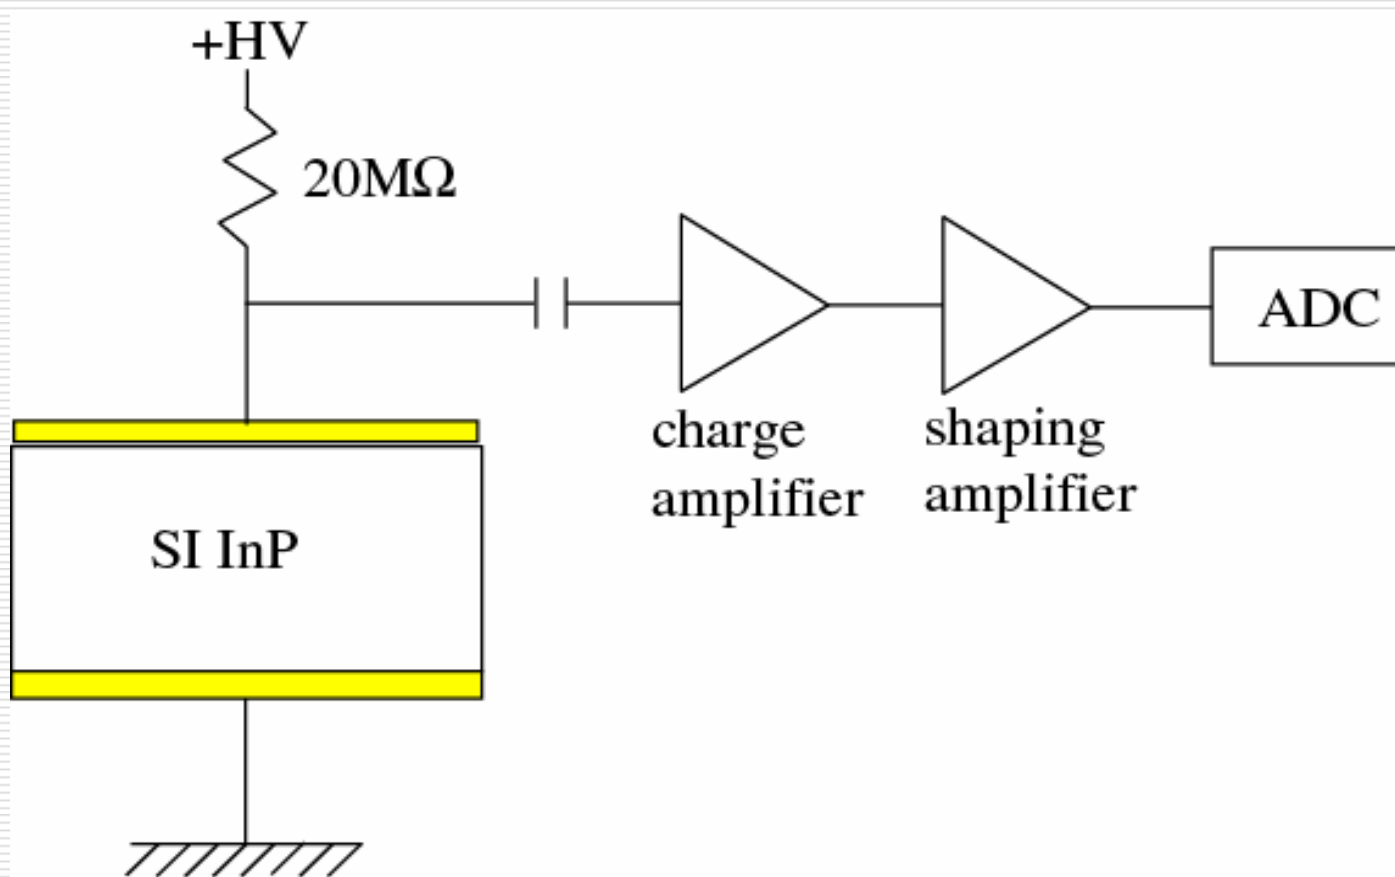 +HV
20MΩ
ADC
charge
amplifier
shaping
amplifier
SI InP